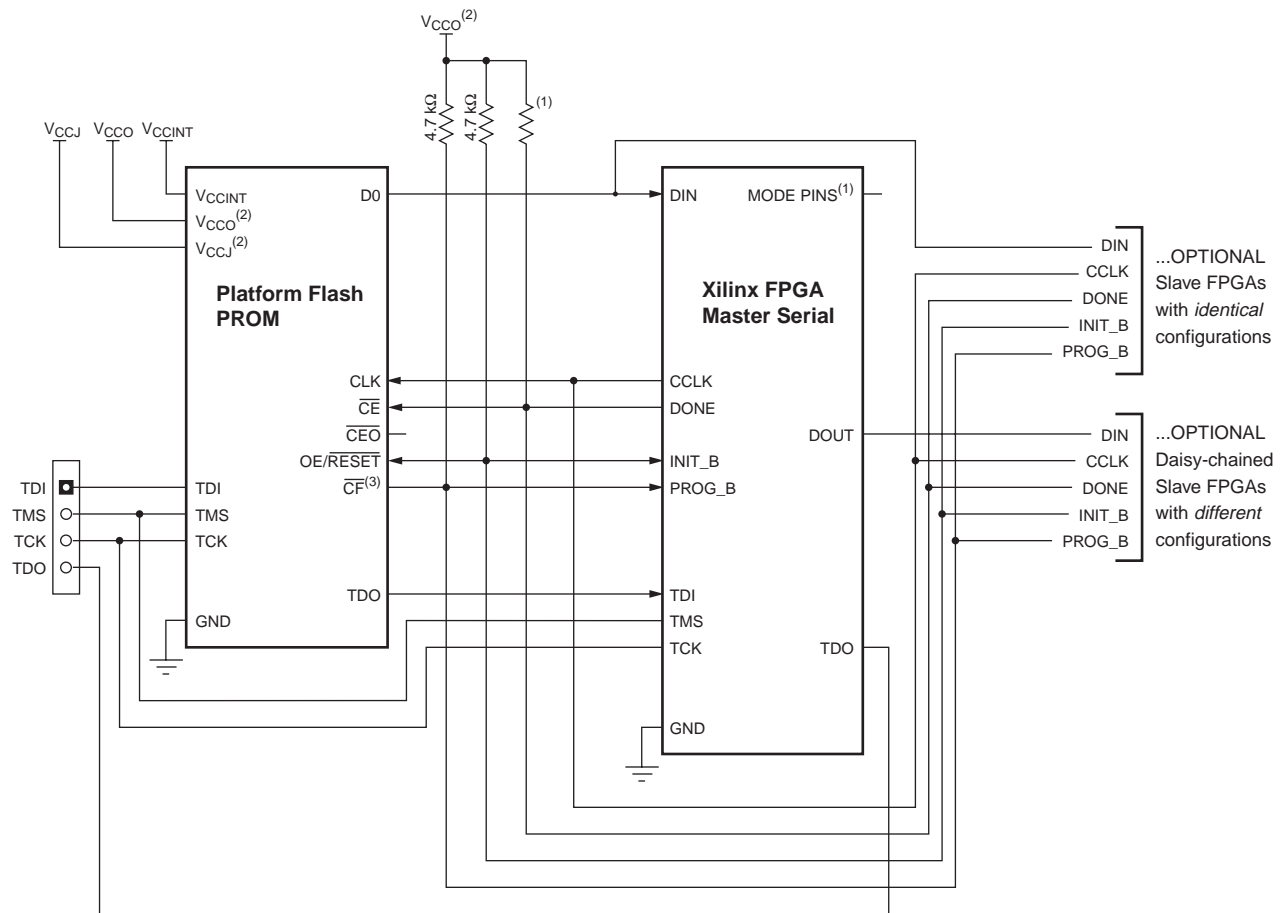 VCCO(2)
4.7 kΩ
4.7 kΩ
(1)
VCCJ VCCO VCCINT
VCCINT
VCCO(2)
VCCJ(2)
D0
Platform Flash
PROM
CLK
CE
CEO
OE/RESET
CF(3)
TDI
TMS
TCK
TDO
GND
TDI
TMS
TCK
TDO
DIN
MODE PINS(1)
Xilinx FPGA
Master Serial
CCLK
DONE
DOUT
INIT_B
PROG_B
TDI
TMS
TCK
TDO
GND
DIN
CCLK
DONE
INIT_B
PROG_B
...OPTIONAL
Slave FPGAs
with identical
configurations
DIN
CCLK
DONE
INIT_B
PROG_B
...OPTIONAL
Daisy-chained
Slave FPGAs
with different
configurations